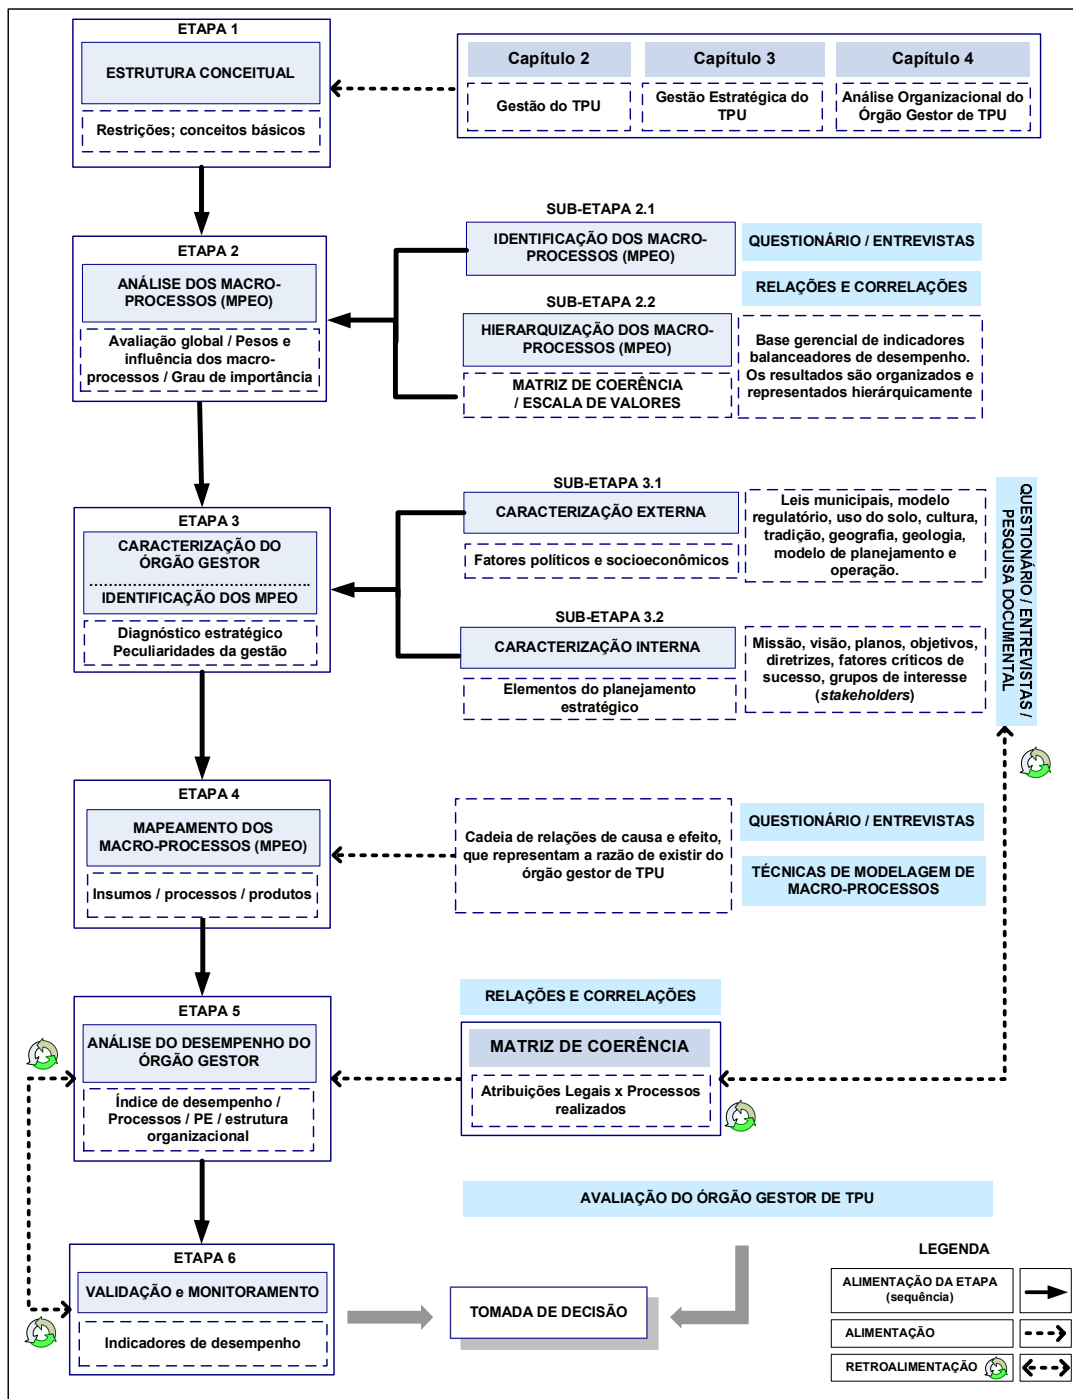 ETAPA 1
ESTRUTURA CONCEITUAL
Restrições; conceitos básicos
Capítulo 2
Gestão do TPU
Capítulo 3
Gestão Estratégica do
TPU
Capítulo 4
Análise Organizacional do
Órgão Gestor de TPU
ETAPA 2
ANÁLISE DOS MACRO-
PROCESSOS (MPEO)
Avaliação global / Pesos e
influência dos macro-
processos / Grau de importância
SUB-ETAPA 2.1
IDENTIFICAÇÃO DOS MACRO-
PROCESSOS (MPEO)
QUESTIONÁRIO / ENTREVISTAS
SUB-ETAPA 2.2
HIERARQUIZAÇÃO DOS MACRO-
PROCESSOS (MPEO)
MATRIZ DE COERÊNCIA
/ ESCALA DE VALORES
RELAÇÕES E CORRELAÇÕES
Base gerencial de indicadores
balanceadores de desempenho.
Os resultados são organizados e
representados hierárquicamente
ETAPA 3
CARACTERIZAÇÃO DO
ÓRGÃO GESTOR
IDENTIFICAÇÃO DOS MPEO
Diagnóstico estratégico
Peculiaridades da gestão
SUB-ETAPA 3.1
CARACTERIZAÇÃO EXTERNA
Fatores políticos e socioeconômicos
Leis municipais, modelo
regulatório, uso do solo, cultura,
tradição, geografia, geologia,
modelo de planejamento e
operação.
SUB-ETAPA 3.2
CARACTERIZAÇÃO INTERNA
Elementos do planejamento
estratégico
Missão, visão, planos, objetivos,
diretrizes, fatores críticos de
sucesso, grupos de interesse
(stakeholders)
QUESTIONÁRIO / ENTREVISTAS /
PESQUISA DOCUMENTAL
ETAPA 4
MAPEAMENTO DOS
MACRO-PROCESSOS (MPEO)
Insumos / processos / produtos
Cadeia de relações de causa e efeito,
que representam a razão de existir do
órgão gestor de TPU
QUESTIONÁRIO / ENTREVISTAS
TÉCNICAS DE MODELAGEM DE
MACRO-PROCESSOS
ETAPA 5
ANÁLISE DO DESEMPENHO DO
ÓRGÃO GESTOR
Índice de desempenho /
Processos / PE / estrutura
organizacional
RELAÇÕES E CORRELAÇÕES
MATRIZ DE COERÊNCIA
Atribuições Legais x Processos
realizados
AVALIAÇÃO DO ÓRGÃO GESTOR DE TPU
ETAPA 6
VALIDAÇÃO e MONITORAMENTO
Indicadores de desempenho
TOMADA DE DECISÃO
LEGENDA
ALIMENTAÇÃO DA ETAPA
(sequência)
ALIMENTAÇÃO
RETROALIMENTAÇÃO